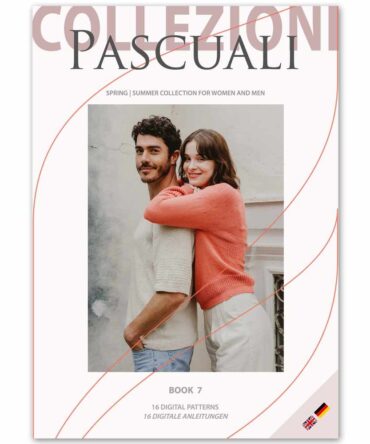 COLLEZIONI
PASCUALI
SPRING | SUMMER COLLECTION FOR WOMEN AND MEN
BOOK 7
16 DIGITAL PATTERNS
16 DIGITALE ANLEITUNGEN